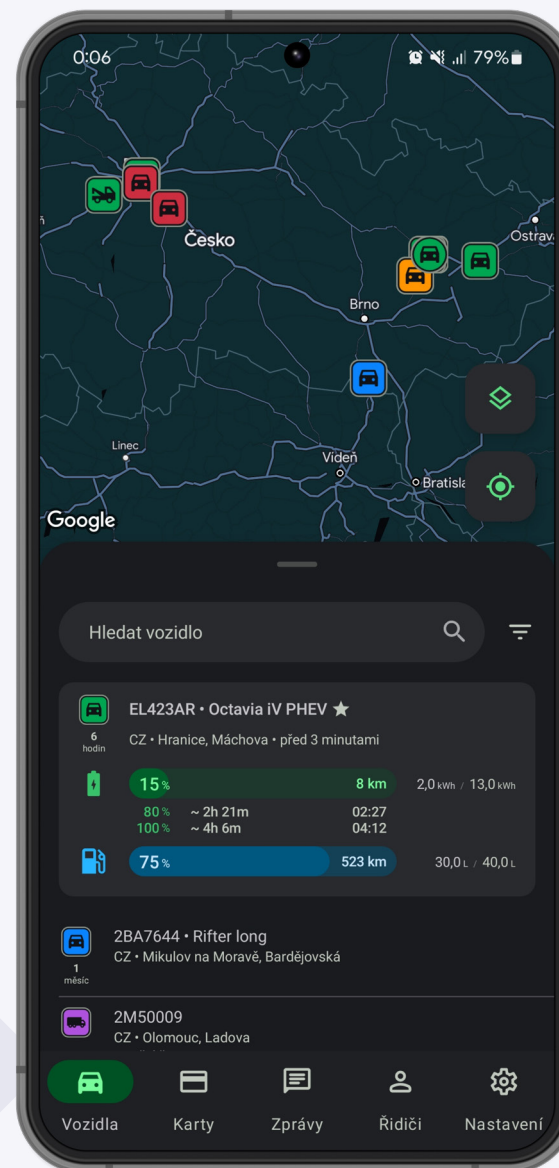 0:06
79%
Česko
Ostrav
Brno
Linec
Vídeň
Bratisla
Google
Hledat vozidlo
EL423AR • Octavia iV PHEV
6
hodin
CZ • Hranice, Máchova • před 3 minutami
15% 8 km 2,0 kWh / 13,0 kWh
80% ~ 2h 21m 02:27
100% ~ 4h 6m 04:12
75% 523 km 30,0 L / 40,0 L
2BA7644 • Rifter long
CZ • Mikulov na Moravě, Bardějovská
1
měsíc
2M50009
CZ • Olomouc, Ladova
Vozidla Karty Zprávy Řidiči Nastavení